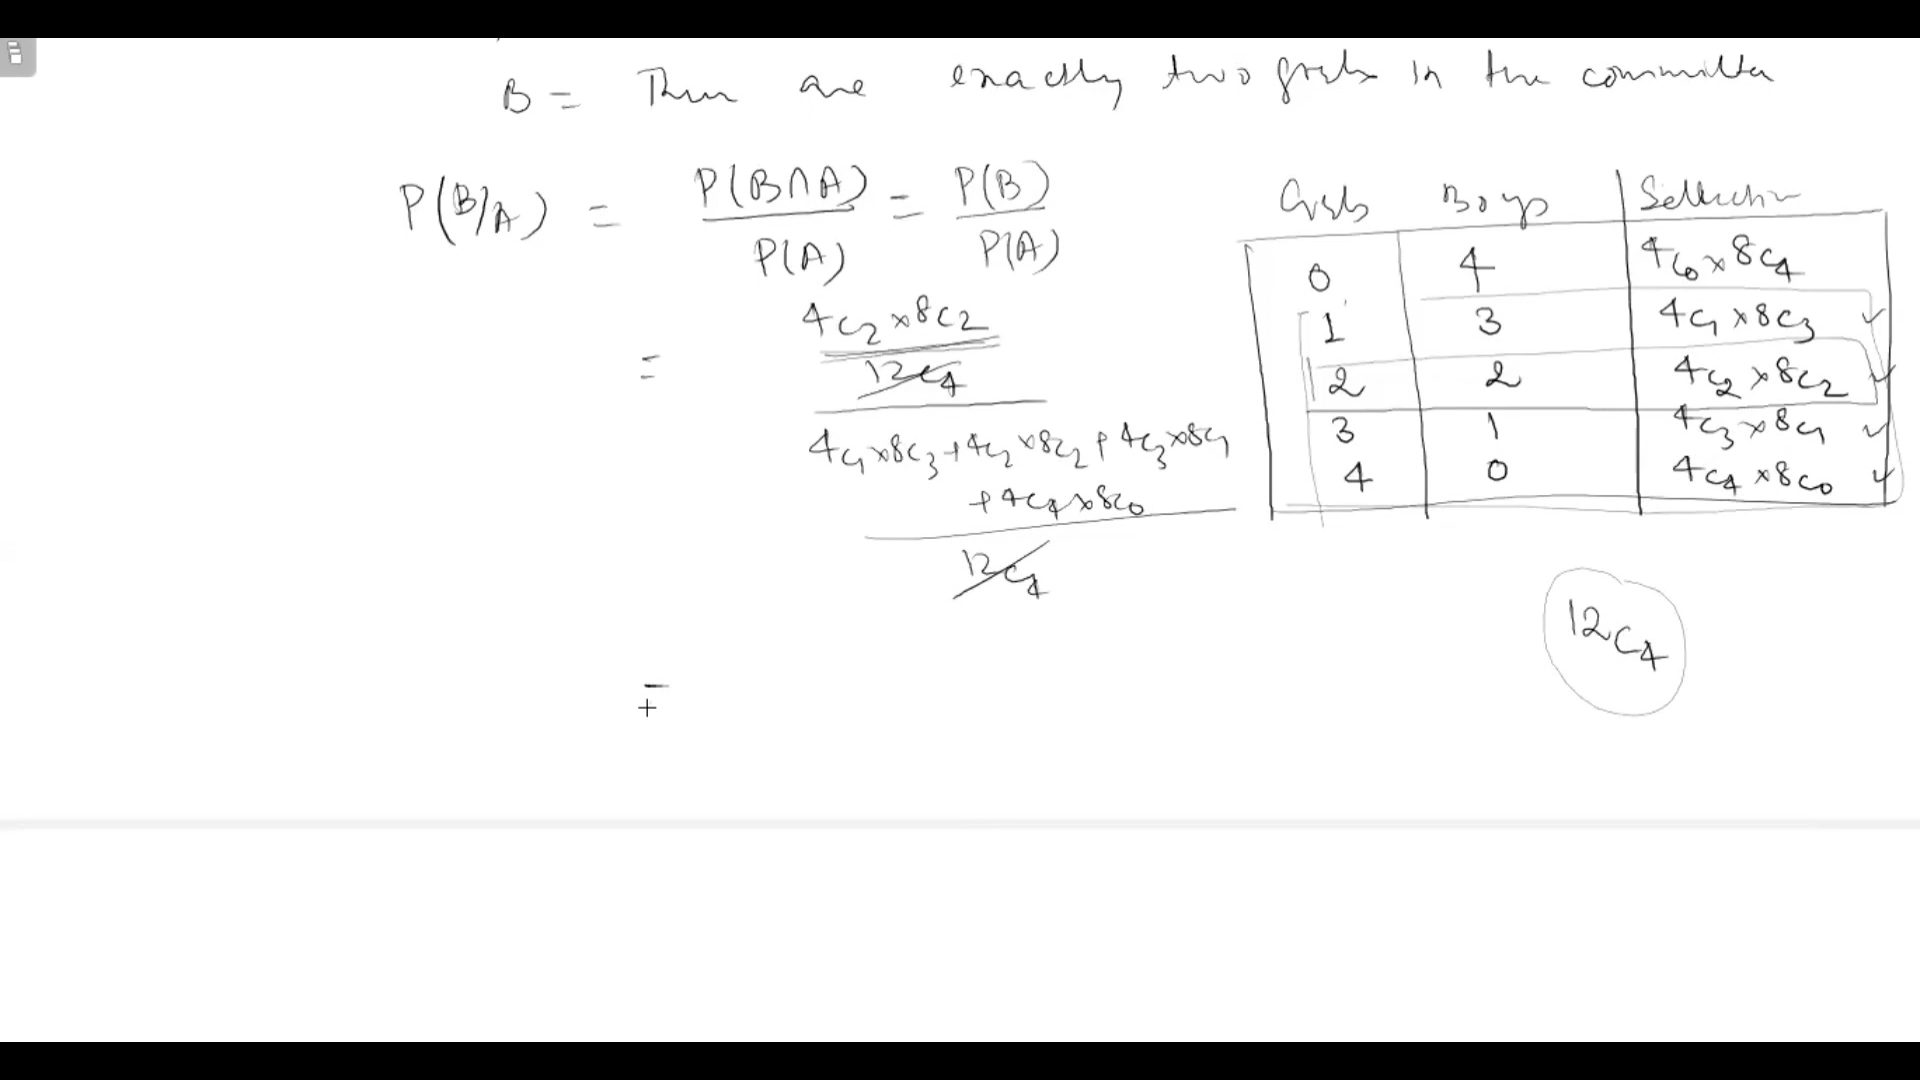 B = There are exactly two girls in the committee
P(B/A) = P(B∩A) / P(A) = P(B) / P(A)
= 4C2 × 8C2
12C4
4C1 × 8C3 + 4C2 × 8C2 + 4C3 × 8C1
+ 4C4 × 8C0
12C4
=
Girls Boys Selection
0 4 4C0 × 8C4
1 3 4C1 × 8C3 ✓
2 2 4C2 × 8C2 ✓
3 1 4C3 × 8C1 ✓
4 0 4C4 × 8C0 ✓
12C4